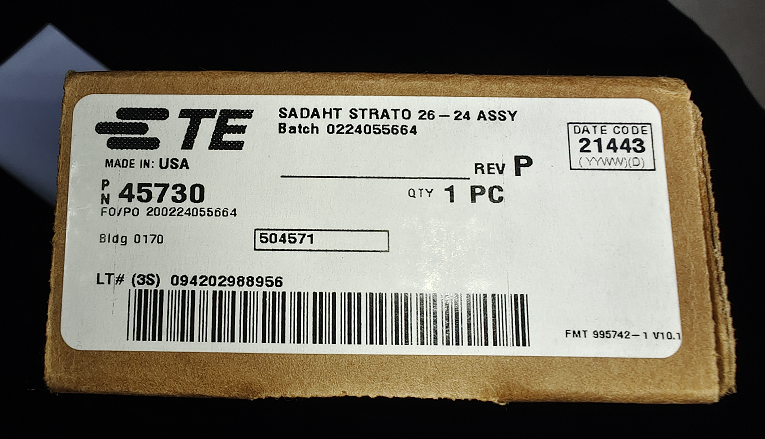 TE
SADAHT STRATO 26-24 ASSY
Batch 0224055664
DATE CODE
21443
(YYWW)(D)
MADE IN: USA
REV P
PN 45730
QTY 1 PC
FO/PO 200224055664
Bldg 0170
504571
LT# (3S) 094202988956
FMT 995742-1 V10.1